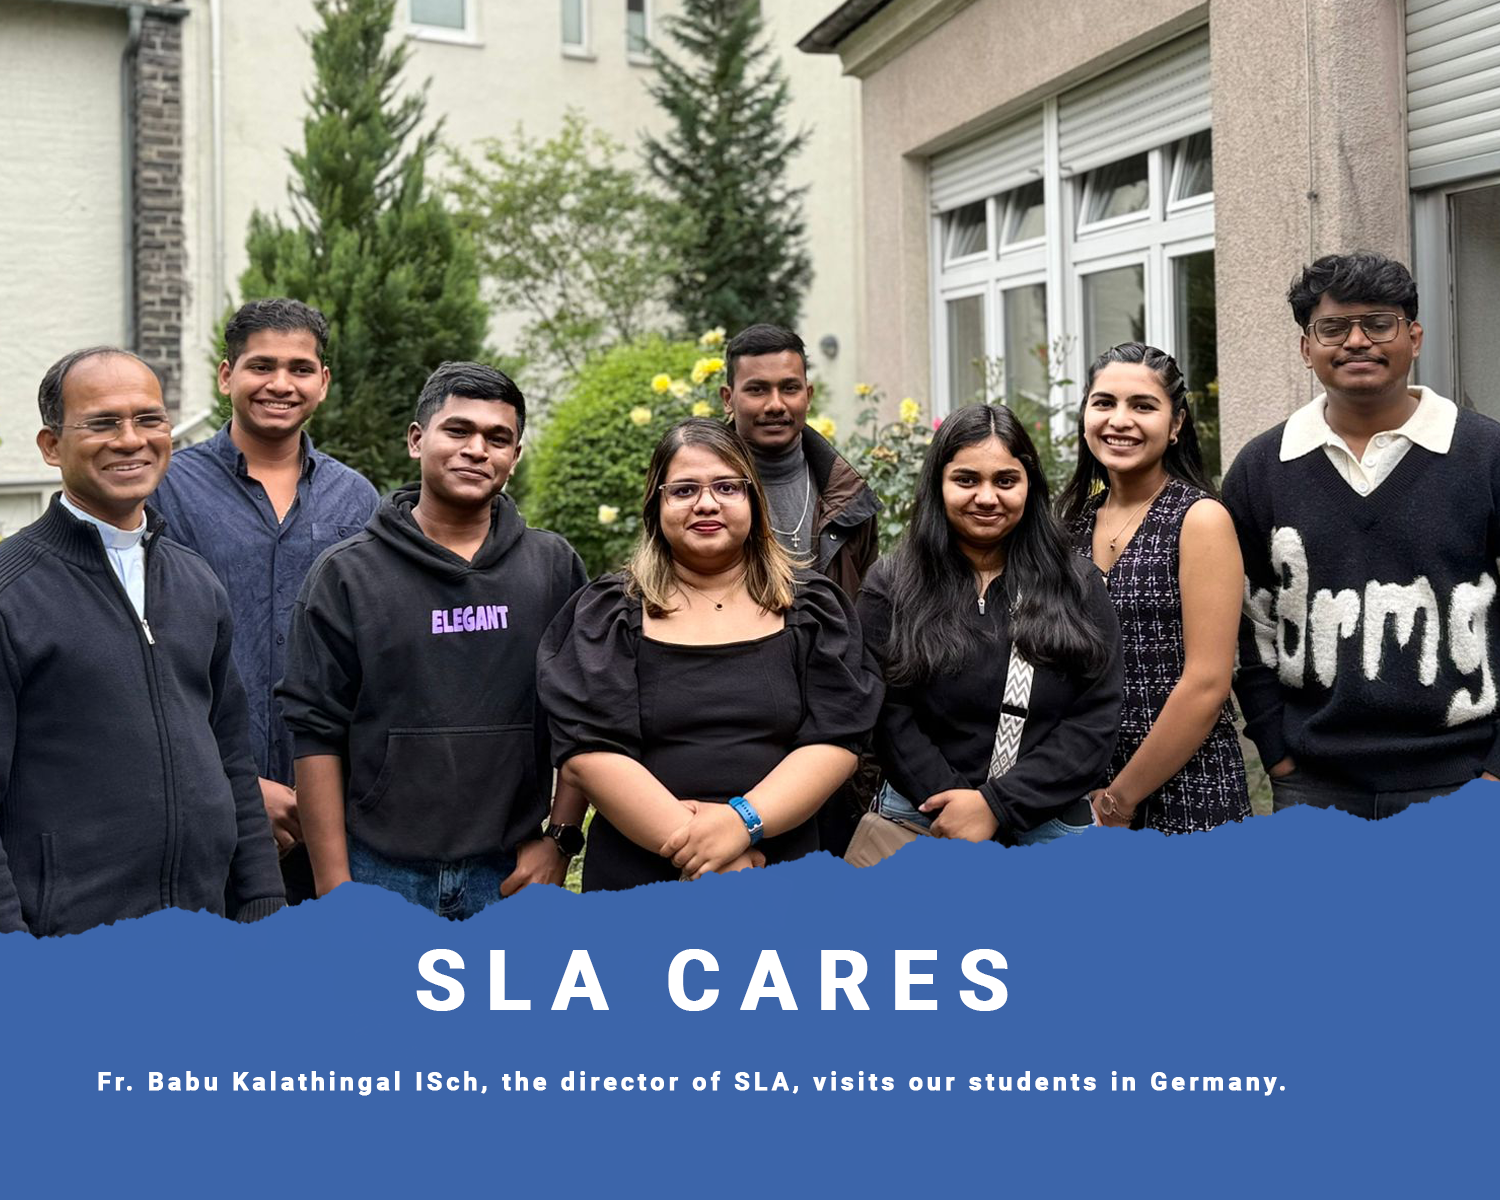 ELEGANT
SLA CARES
Fr. Babu Kalathingal ISch, the director of SLA, visits our students in Germany.